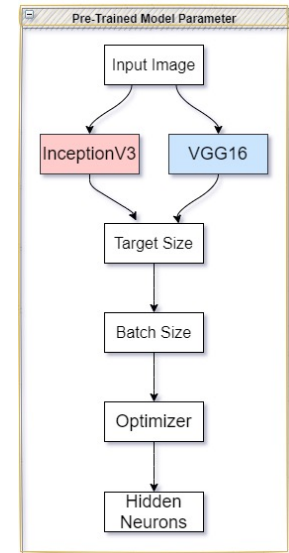 Pre-Trained Model Parameter
Input Image
InceptionV3
VGG16
Target Size
Batch Size
Optimizer
Hidden
Neurons